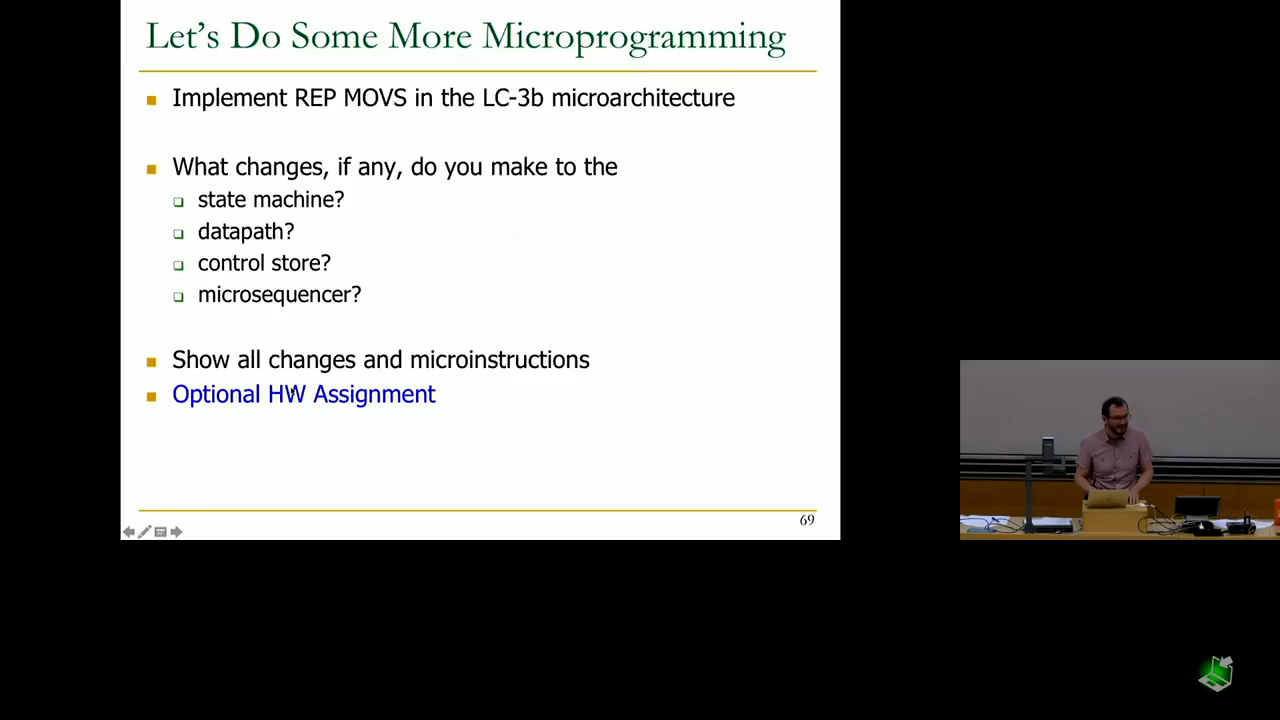 Let's Do Some More Microprogramming
Implement REP MOVS in the LC-3b microarchitecture
What changes, if any, do you make to the
state machine?
datapath?
control store?
microsequencer?
Show all changes and microinstructions
Optional HW Assignment
69